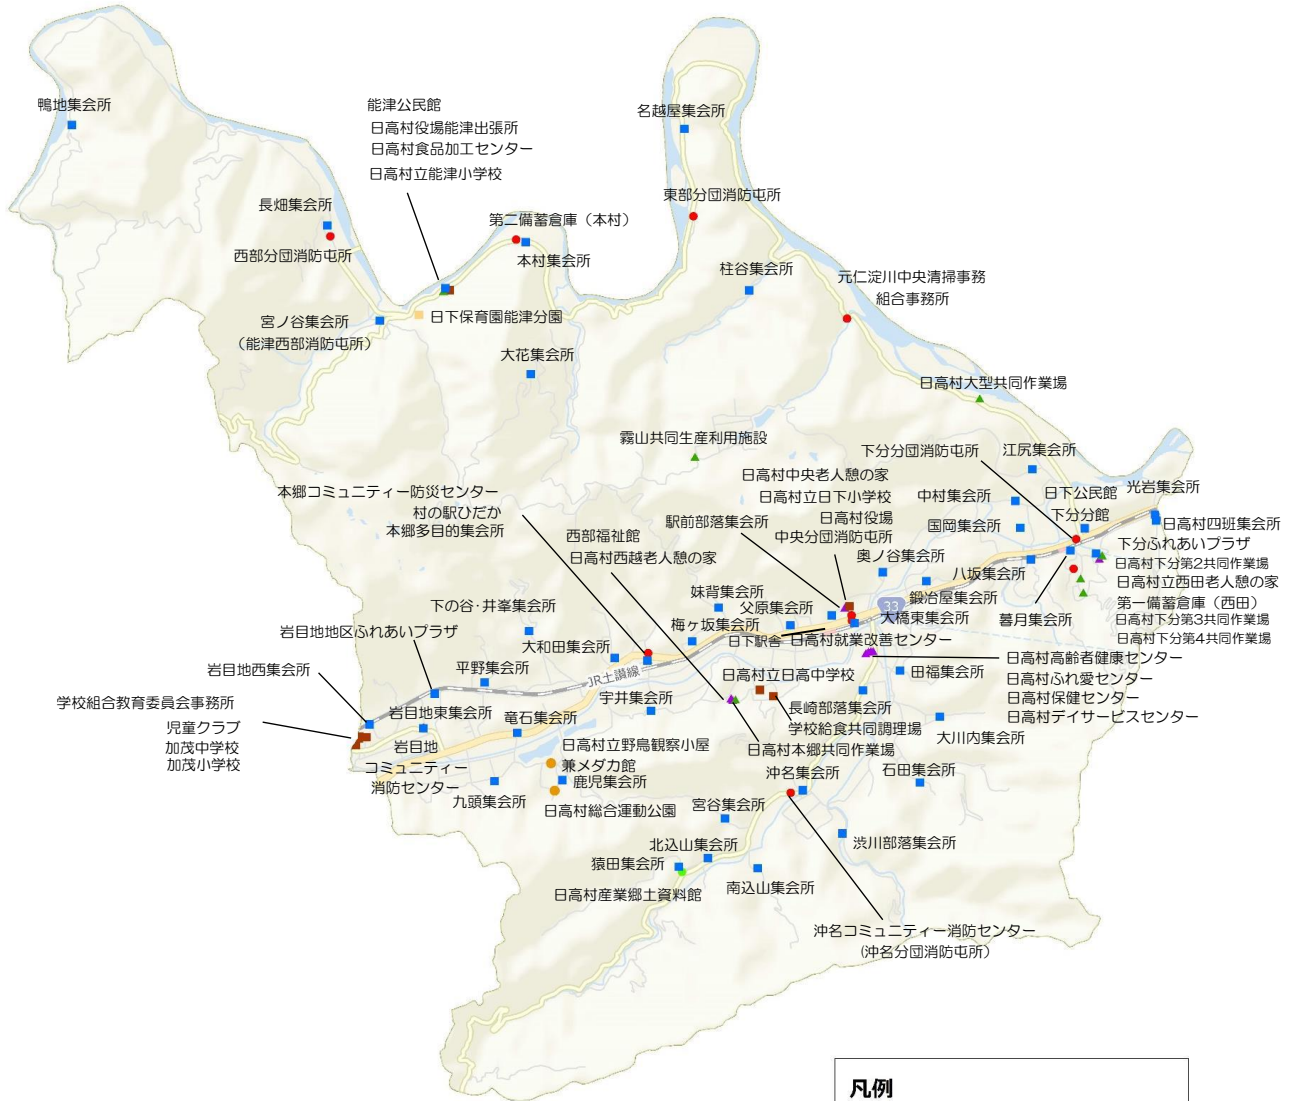 鴨地集会所
能津公民館
日高村役場能津出張所
日高村食品加工センター
日高村立能津小学校
名越屋集会所
長畑集会所
西部分団消防屯所
第二備蓄倉庫（本村）
本村集会所
東部分団消防屯所
柱谷集会所
元仁淀川中央清掃事務
組合事務所
宮ノ谷集会所
（能津西部消防屯所）
日下保育園能津分園
大花集会所
日高村大型共同作業場
霧山共同生産利用施設
下分分団消防屯所
江尻集会所
本郷コミュニティー防災センター
村の駅ひだか
本郷多目的集会所
日高村中央老人憩の家
日高村立日下小学校
日高村役場
中央分団消防屯所
駅前部落集会所
西部福祉館
日高村西越老人憩の家
中村集会所
国岡集会所
日下公民館
下分分館
光岩集会所
日高村四班集会所
下分ふれあいプラザ
日高村下分第2共同作業場
日高村立西田老人憩の家
第一備蓄倉庫（西田）
日高村下分第3共同作業場
日高村下分第4共同作業場
奥ノ谷集会所
八坂集会所
暮月集会所
鍛冶屋集会所
33
大橋東集会所
妹背集会所
父原集会所
梅ヶ坂集会所
日下駅舎
日高村就業改善センター
下の谷・井峯集会所
岩目地地区ふれあいプラザ
大和田集会所
平野集会所
JR土讃線
岩目地西集会所
日高村高齢者健康センター
日高村ふれ愛センター
日高村保健センター
日高村デイサービスセンター
田福集会所
日高村立日高中学校
長崎部落集会所
学校給食共同調理場
日高村本郷共同作業場
宇井集会所
学校組合教育委員会事務所
児童クラブ
加茂中学校
加茂小学校
岩目地東集会所
岩目地
コミュニティー
消防センター
竜石集会所
大川内集会所
日高村立野鳥観察小屋
兼メダカ館
鹿児集会所
九頭集会所
日高村総合運動公園
沖名集会所
石田集会所
宮谷集会所
渋川部落集会所
北込山集会所
猿田集会所
日高村産業郷土資料館
南込山集会所
沖名コミュニティー消防センター
（沖名分団消防屯所）
凡例